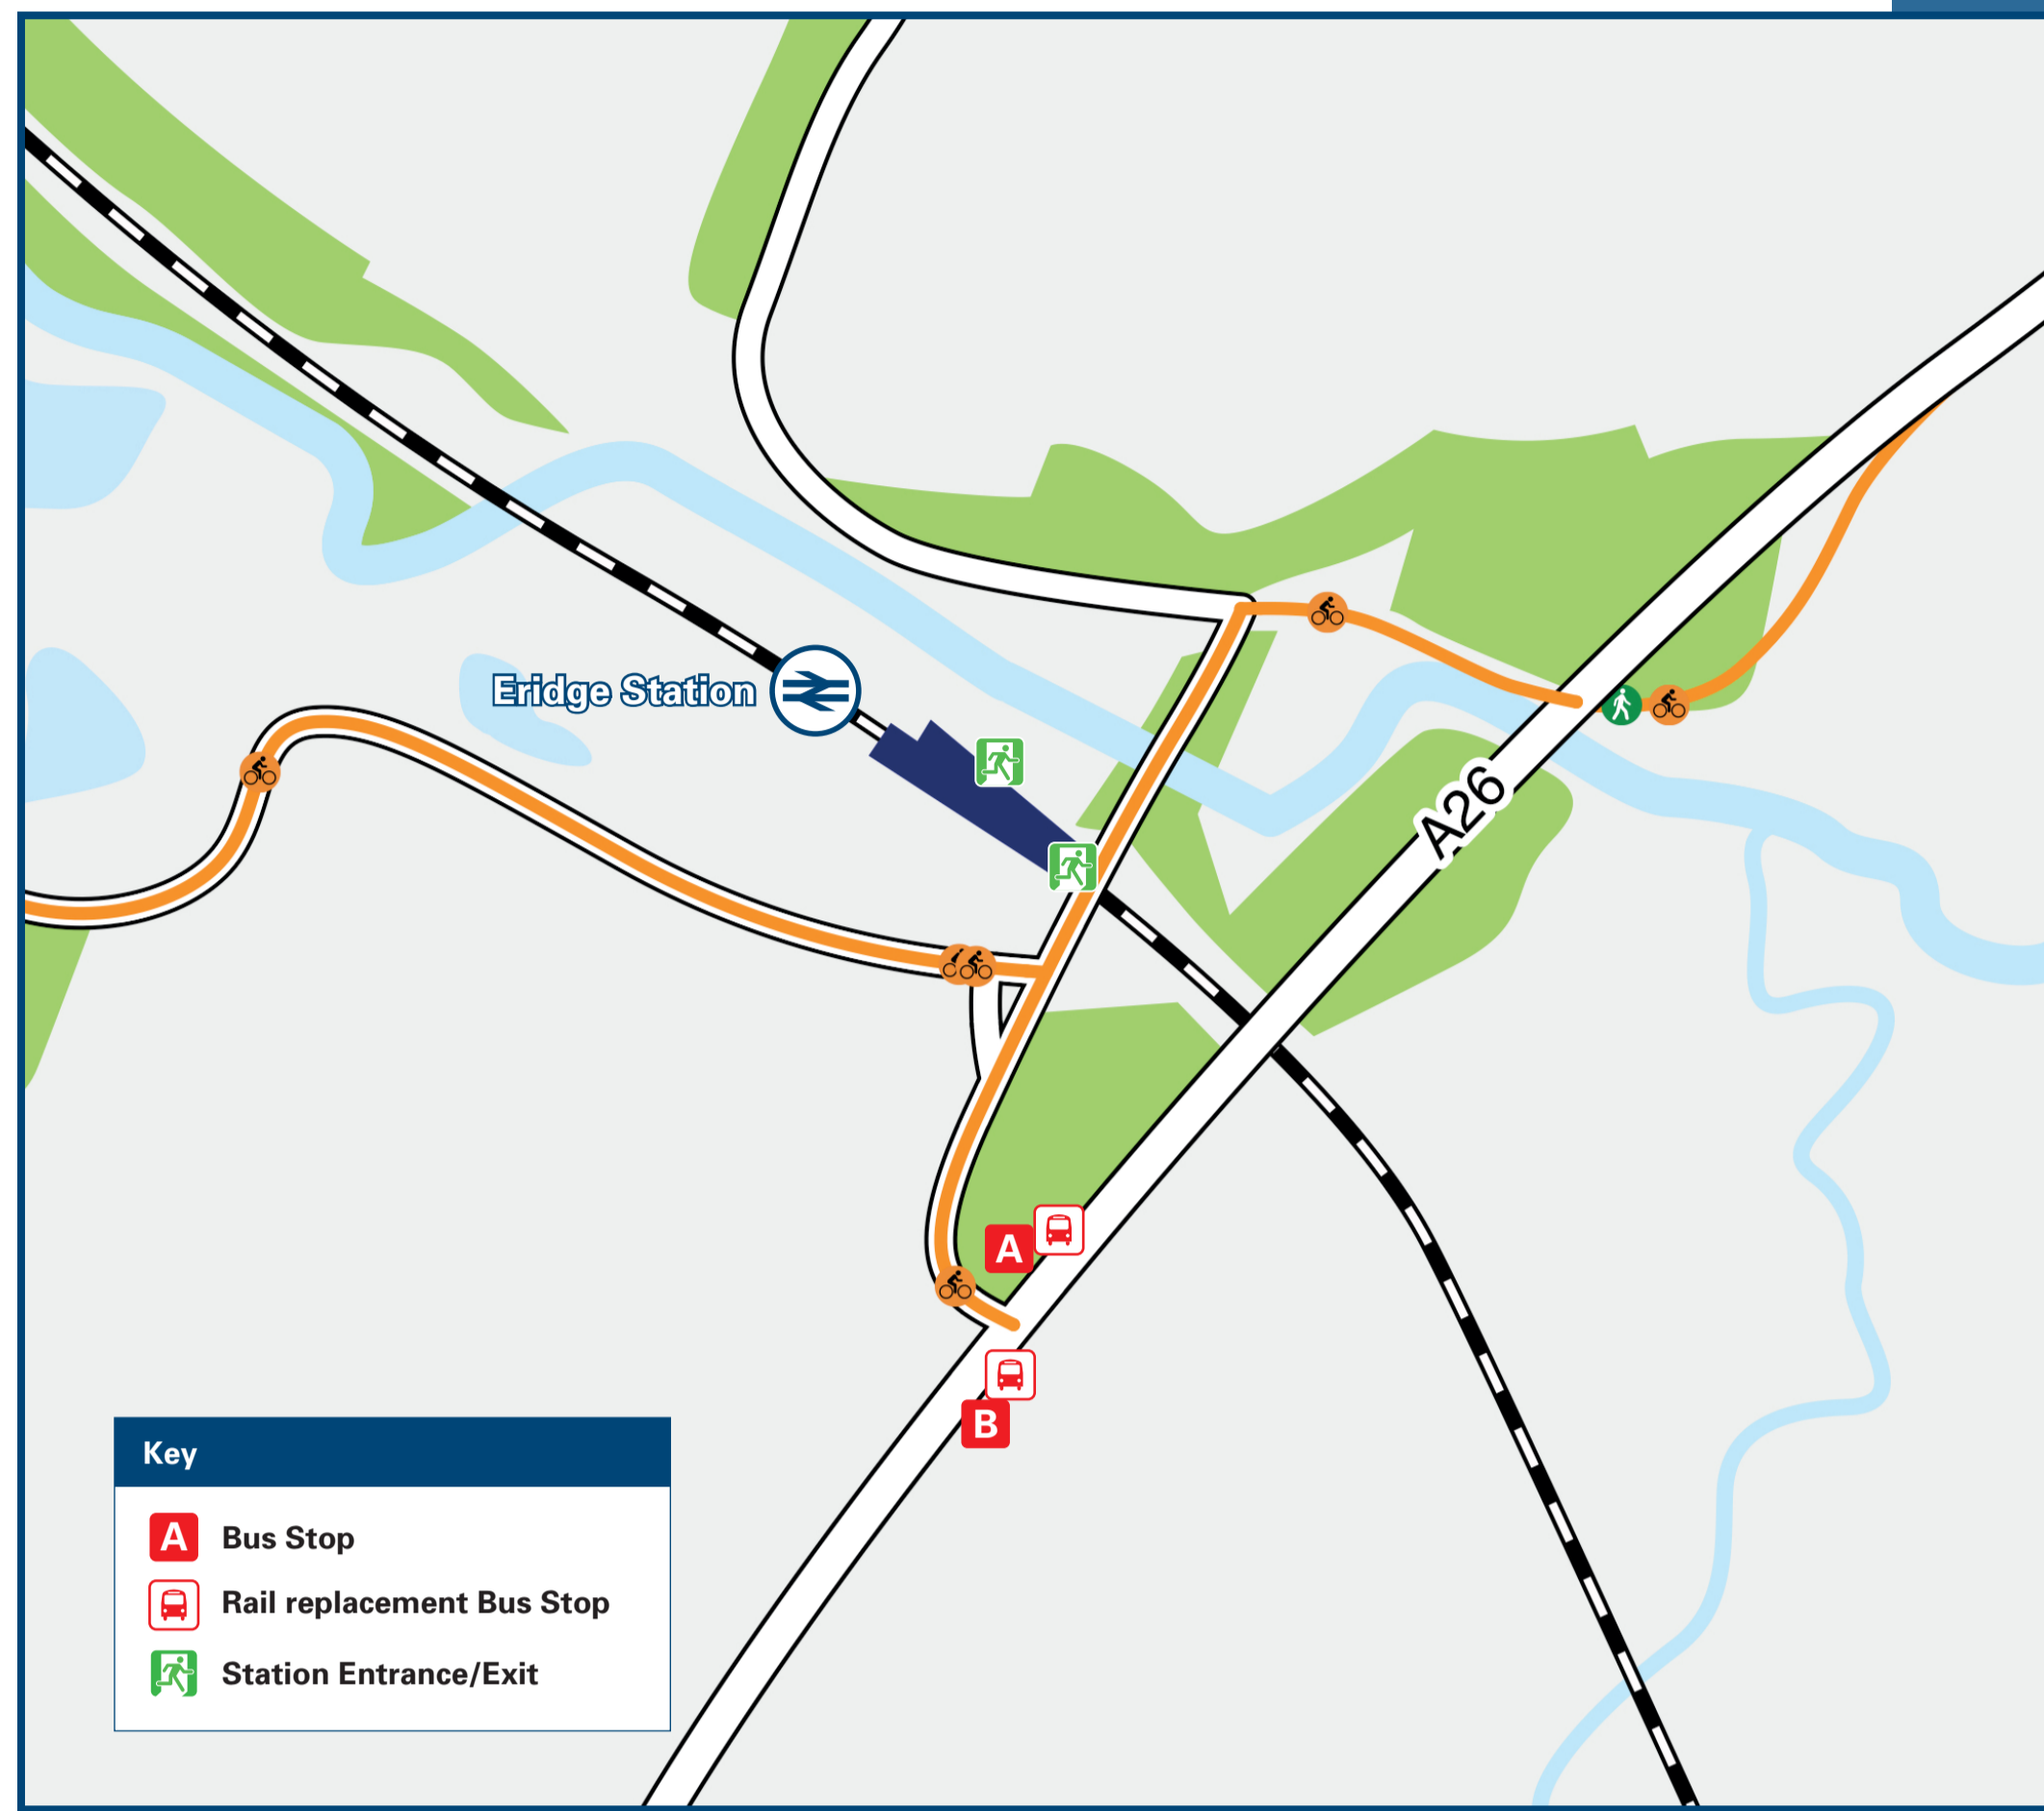 Eridge Station
A26
A
B
Key
A Bus Stop
Rail replacement Bus Stop
Station Entrance/Exit